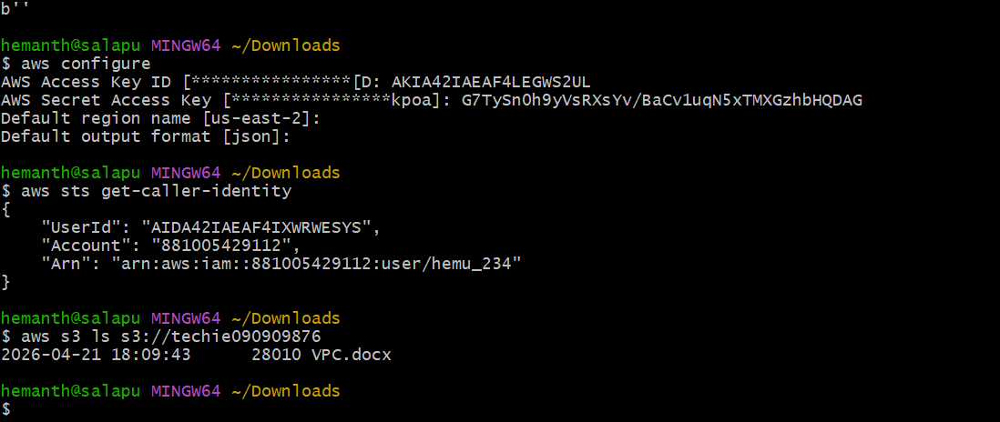 b''
hemanth@salapu MINGW64 ~/Downloads
$ aws configure
AWS Access Key ID [****************[D: AKIA42IAEAF4LEGWS2UL
AWS Secret Access Key [****************kpoa]: 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
Default region name [us-east-2]:
Default output format [json]:
hemanth@salapu MINGW64 ~/Downloads
$ aws sts get-caller-identity
{
    "UserId": "AIDA42IAEAF4IXWRWESYS",
    "Account": "881005429112",
    "Arn": "arn:aws:iam::881005429112:user/hemu_234"
}
hemanth@salapu MINGW64 ~/Downloads
$ aws s3 ls s3://techie090909876
2026-04-21 18:09:43      28010 VPC.docx
hemanth@salapu MINGW64 ~/Downloads
$